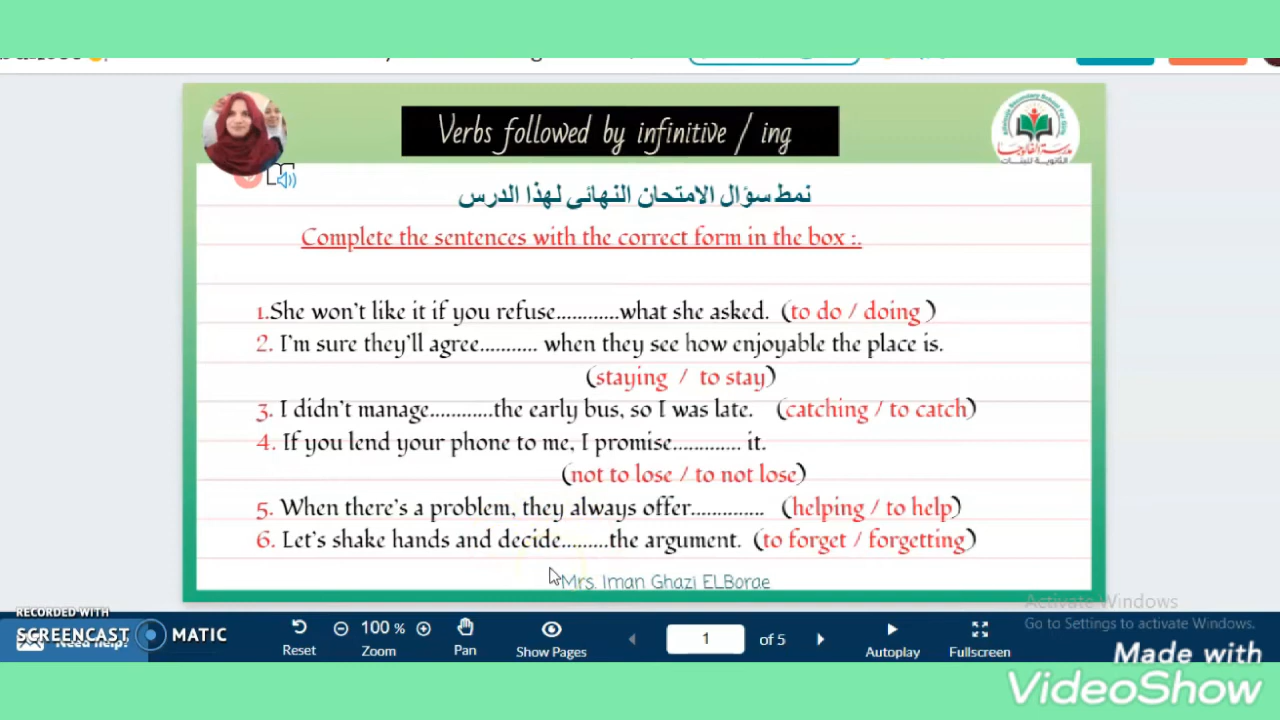 Verbs followed by infinitive / ing
مدرسة الخارجا
الثانوية للبنات
نمط سؤال الامتحان النهائى لهذا الدرس
Complete the sentences with the correct form in the box :.
1.She won't like it if you refuse............what she asked. (to do / doing )
2. I'm sure they'll agree........... when they see how enjoyable the place is.
(staying / to stay)
3. I didn't manage............the early bus, so I was late. (catching / to catch)
4. If you lend your phone to me, I promise............. it.
(not to lose / to not lose)
5. When there's a problem, they always offer.............. (helping / to help)
6. Let's shake hands and decide.........the argument. (to forget / forgetting)
Mrs. Iman Ghazi ELBorae
Activate Windows
Go to Settings to activate Windows.
RECORDED WITH
SCREENCAST MATIC
Need help?
Reset
100 %
Zoom
Pan
Show Pages
1 of 5
Autoplay
Fullscreen
Made with
VideoShow